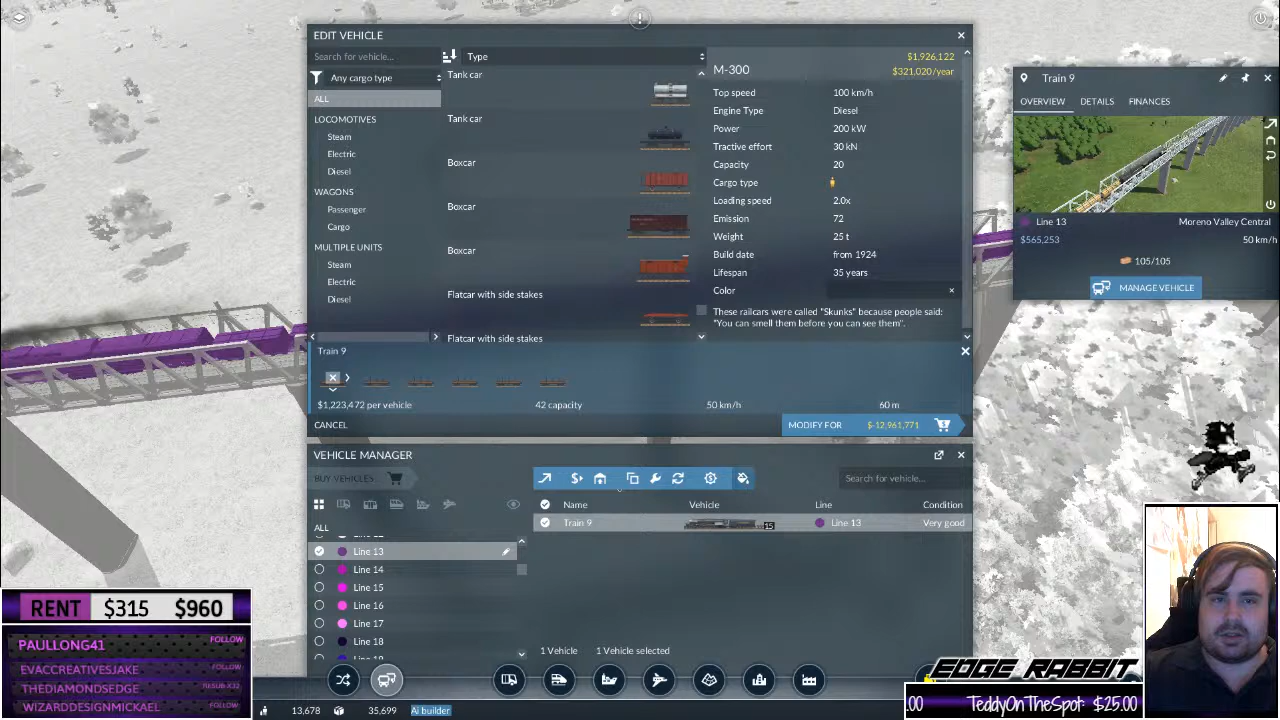 EDIT VEHICLE
Search for vehicle...
Type
Any cargo type
ALL
LOCOMOTIVES
Steam
Electric
Diesel
WAGONS
Passenger
Cargo
MULTIPLE UNITS
Steam
Electric
Diesel
Tank car
Tank car
Boxcar
Boxcar
Boxcar
Flatcar with side stakes
Flatcar with side stakes
$1,926,122
M-300
$321,020/year
Top speed 100 km/h
Engine Type Diesel
Power 200 kW
Tractive effort 30 kN
Capacity 20
Cargo type
Loading speed 2.0x
Emission 72
Weight 25 t
Build date from 1924
Lifespan 35 years
Color
These railcars were called "Skunks" because people said:
"You can smell them before you can see them".
Train 9
$1,223,472 per vehicle 42 capacity 50 km/h 60 m
CANCEL
MODIFY FOR $-12,961,771
Train 9
OVERVIEW DETAILS FINANCES
Line 13 Moreno Valley Central
$565,253 50 km/h
105/105
MANAGE VEHICLE
VEHICLE MANAGER
BUY VEHICLES
Search for vehicle...
Name Vehicle Line Condition
Train 9 15 Line 13 Very good
ALL
Line 13
Line 14
Line 15
Line 16
Line 17
Line 18
1 Vehicle 1 Vehicle selected
13,678 35,699 Ai builder
RENT $315 $960
PAULLONG41 FOLLOW
EVACCREATIVESJAKE FOLLOW
THEDIAMONDSEDGE RESUB X32
WIZARDDESIGNMICKAEL FOLLOW
EDGE RABBIT
.00 TeddyOnTheSpot: $25.00